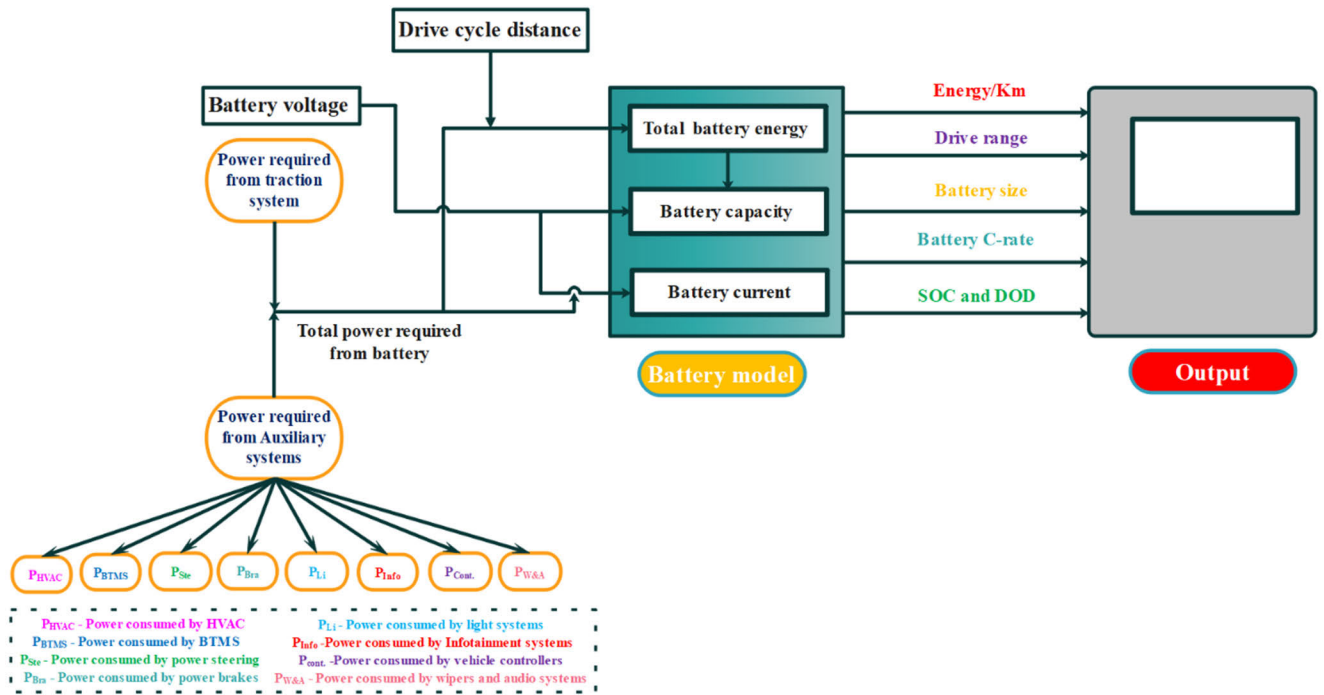 Drive cycle distance
Battery voltage
Power required
from traction
system
Total power required
from battery
Power required
from Auxiliary
systems
Total battery energy
Battery capacity
Battery current
Battery model
Energy/Km
Drive range
Battery size
Battery C-rate
SOC and DOD
Output
PHVAC
PBTMS
PSte
PBra
PLi
PInfo
PCont.
PW&A
PHVAC - Power consumed by HVAC
PBTMS - Power consumed by BTMS
PSte - Power consumed by power steering
PBra - Power consumed by power brakes
PLi - Power consumed by light systems
PInfo -Power consumed by Infotainment systems
Pcont. -Power consumed by vehicle controllers
PW&A - Power consumed by wipers and audio systems